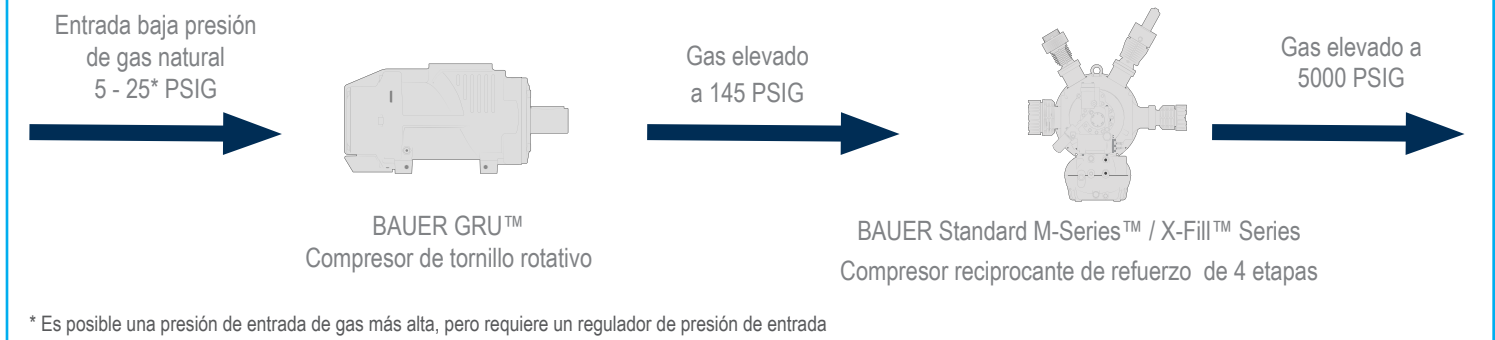 Entrada baja presión
de gas natural
5 - 25* PSIG
Gas elevado
a 145 PSIG
Gas elevado a
5000 PSIG
BAUER GRU™
Compresor de tornillo rotativo
BAUER Standard M-Series™ / X-Fill™ Series
Compresor reciprocante de refuerzo de 4 etapas
* Es posible una presión de entrada de gas más alta, pero requiere un regulador de presión de entrada